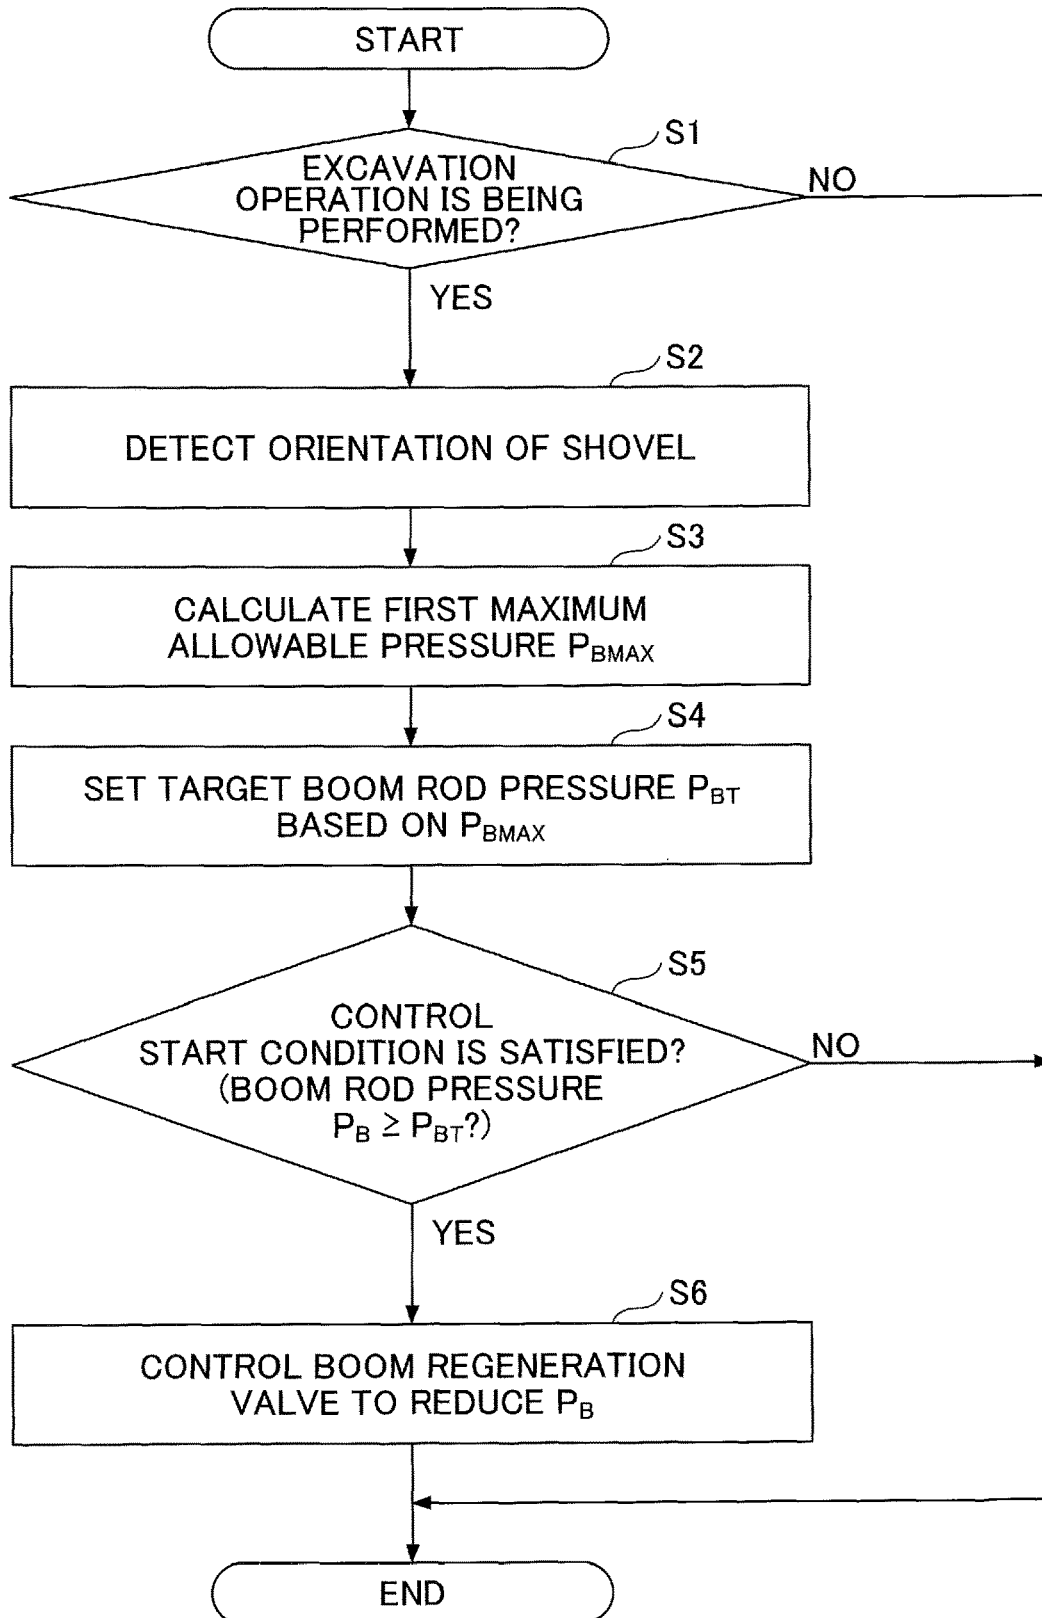 START
S1
EXCAVATION
OPERATION IS BEING
PERFORMED?
NO
YES
S2
DETECT ORIENTATION OF SHOVEL
S3
CALCULATE FIRST MAXIMUM
ALLOWABLE PRESSURE PBMAX
S4
SET TARGET BOOM ROD PRESSURE PBT
BASED ON PBMAX
S5
CONTROL
START CONDITION IS SATISFIED?
(BOOM ROD PRESSURE
PB ≥ PBT?)
NO
YES
S6
CONTROL BOOM REGENERATION
VALVE TO REDUCE PB
END